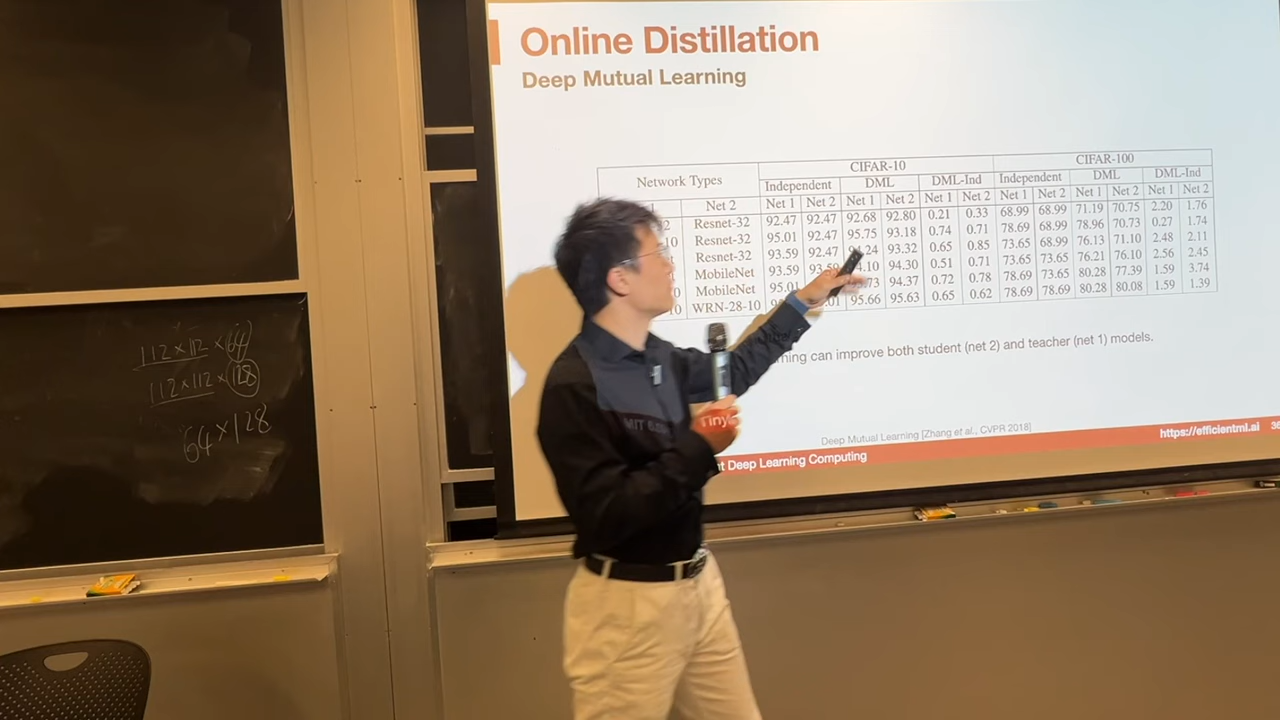 Online Distillation
Deep Mutual Learning
Network Types CIFAR-10 CIFAR-100
Independent DML DML-Ind Independent DML DML-Ind
Net 2 Net 1 Net 2 Net 1 Net 2 Net 1 Net 2 Net 1 Net 2 Net 1 Net 2 Net 1 Net 2
2 Resnet-32 92.47 92.47 92.68 92.80 0.21 0.33 68.99 68.99 71.19 70.75 2.20 1.76
10 Resnet-32 95.01 92.47 95.75 93.18 0.74 0.71 78.69 68.99 78.96 70.73 0.27 1.74
Resnet-32 93.59 92.47 .24 93.32 0.65 0.85 73.65 68.99 76.13 71.10 2.48 2.11
MobileNet 93.59 93.59 .10 94.30 0.51 0.71 73.65 73.65 76.21 76.10 2.56 2.45
MobileNet 95.01 .73 94.37 0.72 0.78 78.69 73.65 80.28 77.39 1.59 3.74
10 WRN-28-10 .01 95.66 95.63 0.65 0.62 78.69 78.69 80.28 80.08 1.59 1.39
can improve both student (net 2) and teacher (net 1) models.
Deep Mutual Learning [Zhang et al., CVPR 2018]
Deep Learning Computing https://efficientml.ai
112×112×64
112×112×128
64×128
MIT
Tiny